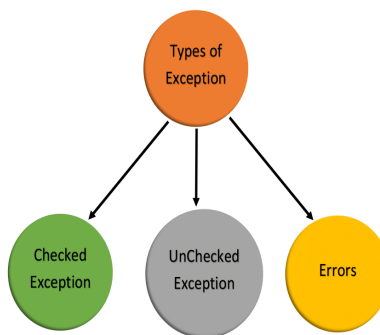 Types of
Exception
Checked
Exception
UnChecked
Exception
Errors